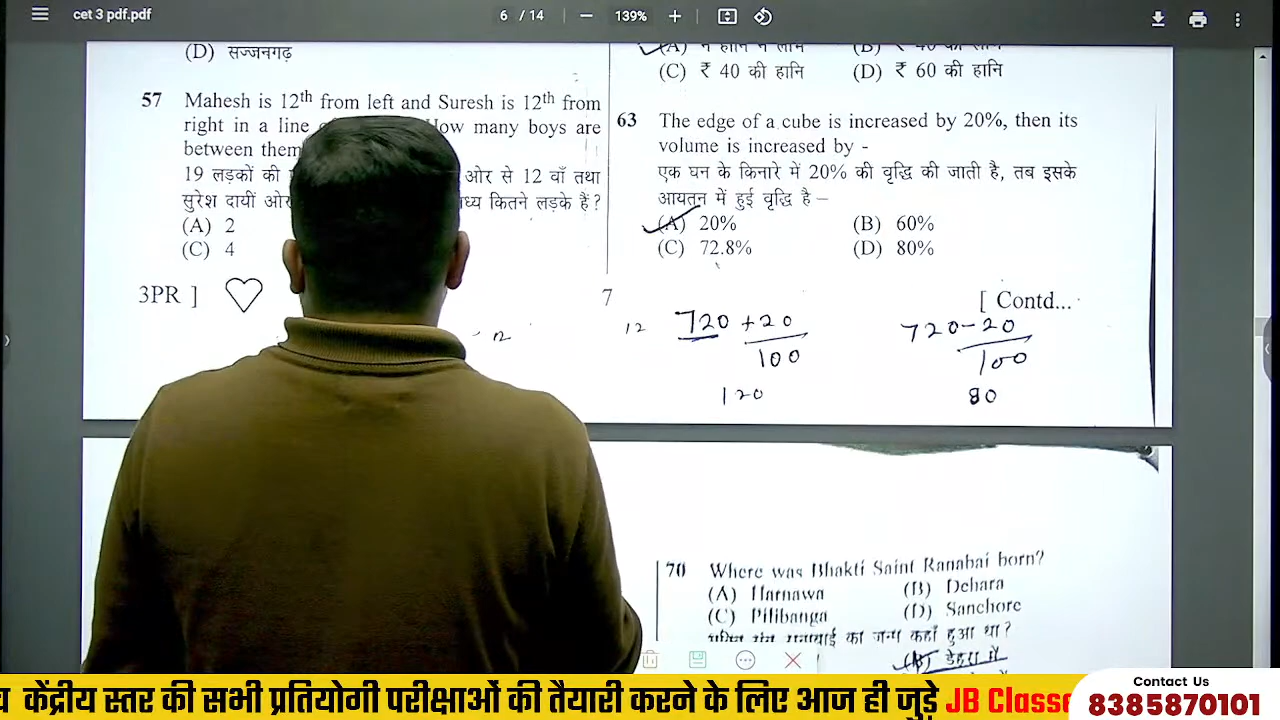 cet 3 pdf.pdf
6 / 14
139%
(D) सज्जनगढ़
57 Mahesh is 12th from left and Suresh is 12th from
right in a line How many boys are
between them
19 लड़कों की ओर से 12 वाँ तथा
सुरेश दायीं ओर मध्य कितने लड़के हैं ?
(A) 2
(C) 4
3PR ]
12
(A) न हानि न लाभ (B) ₹ 40 का लाभ
(C) ₹ 40 की हानि (D) ₹ 60 की हानि
63 The edge of a cube is increased by 20%, then its
volume is increased by -
एक घन के किनारे में 20% की वृद्धि की जाती है, तब इसके
आयतन में हुई वृद्धि है –
(A) 20% (B) 60%
(C) 72.8% (D) 80%
7
[ Contd...
12 720 + 20 720 - 20
100 100
120 80
70 Where was Bhakti Saint Ranabai born?
(A) Harnawa (B) Dehara
(C) Pilibanga (D) Sanchore
का जन्म कहाँ हुआ था ?
(B) डेहरा में
केंद्रीय स्तर की सभी प्रतियोगी परीक्षाओं की तैयारी करने के लिए आज ही जुड़े JB Classe
Contact Us
8385870101